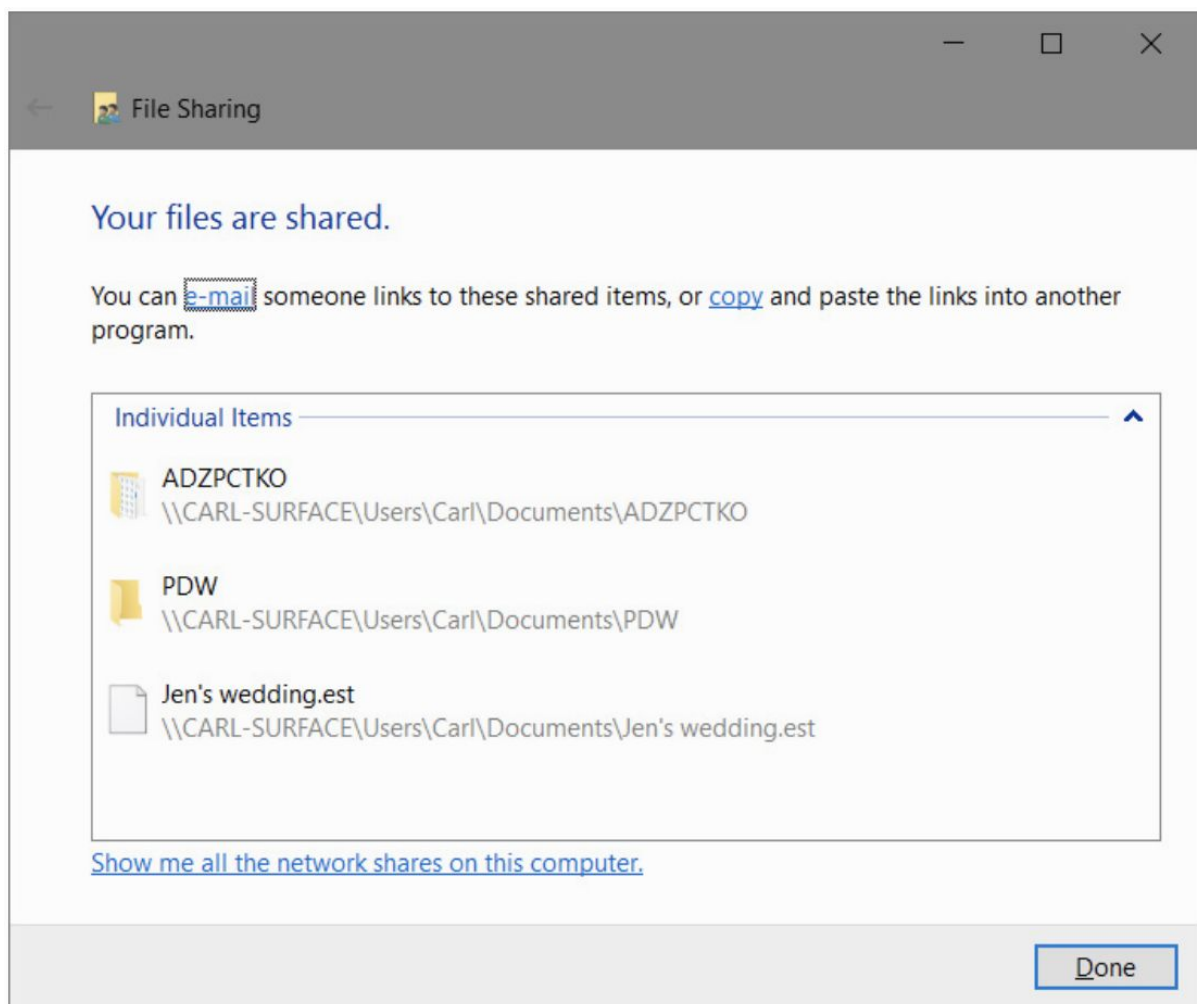 File Sharing
Your files are shared.
You can e-mail someone links to these shared items, or copy and paste the links into another
program.
Individual Items
ADZPCTKO
\\CARL-SURFACE\Users\Carl\Documents\ADZPCTKO
PDW
\\CARL-SURFACE\Users\Carl\Documents\PDW
Jen's wedding.est
\\CARL-SURFACE\Users\Carl\Documents\Jen's wedding.est
Show me all the network shares on this computer.
Done